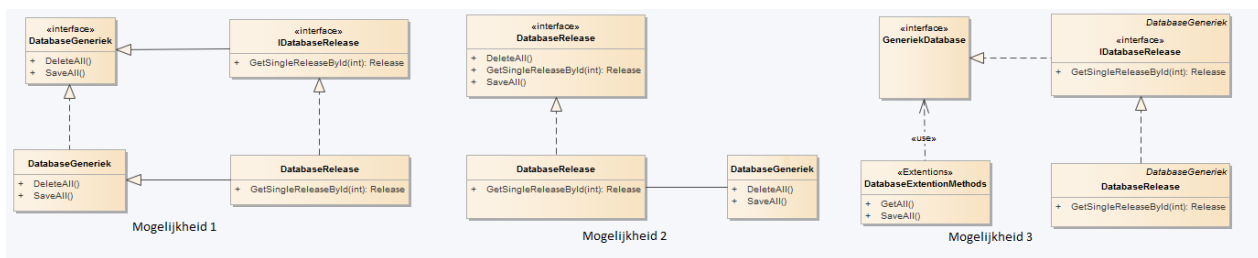 «interface»
DatabaseGeneriek
+ DeleteAll()
+ SaveAll()
«interface»
IDatabaseRelease
+ GetSingleReleaseById(int): Release
DatabaseGeneriek
+ DeleteAll()
+ SaveAll()
DatabaseRelease
+ GetSingleReleaseById(int): Release
Mogelijkheid 1
«interface»
DatabaseRelease
+ DeleteAll()
+ GetSingleReleaseById(int): Release
+ SaveAll()
DatabaseRelease
+ GetSingleReleaseById(int): Release
DatabaseGeneriek
+ DeleteAll()
+ SaveAll()
Mogelijkheid 2
«interface»
GeneriekDatabase
DatabaseGeneriek
«interface»
IDatabaseRelease
+ GetSingleReleaseById(int): Release
«use»
«Extentions»
DatabaseExtentionMethods
+ GetAll()
+ SaveAll()
DatabaseGeneriek
DatabaseRelease
+ GetSingleReleaseById(int): Release
Mogelijkheid 3